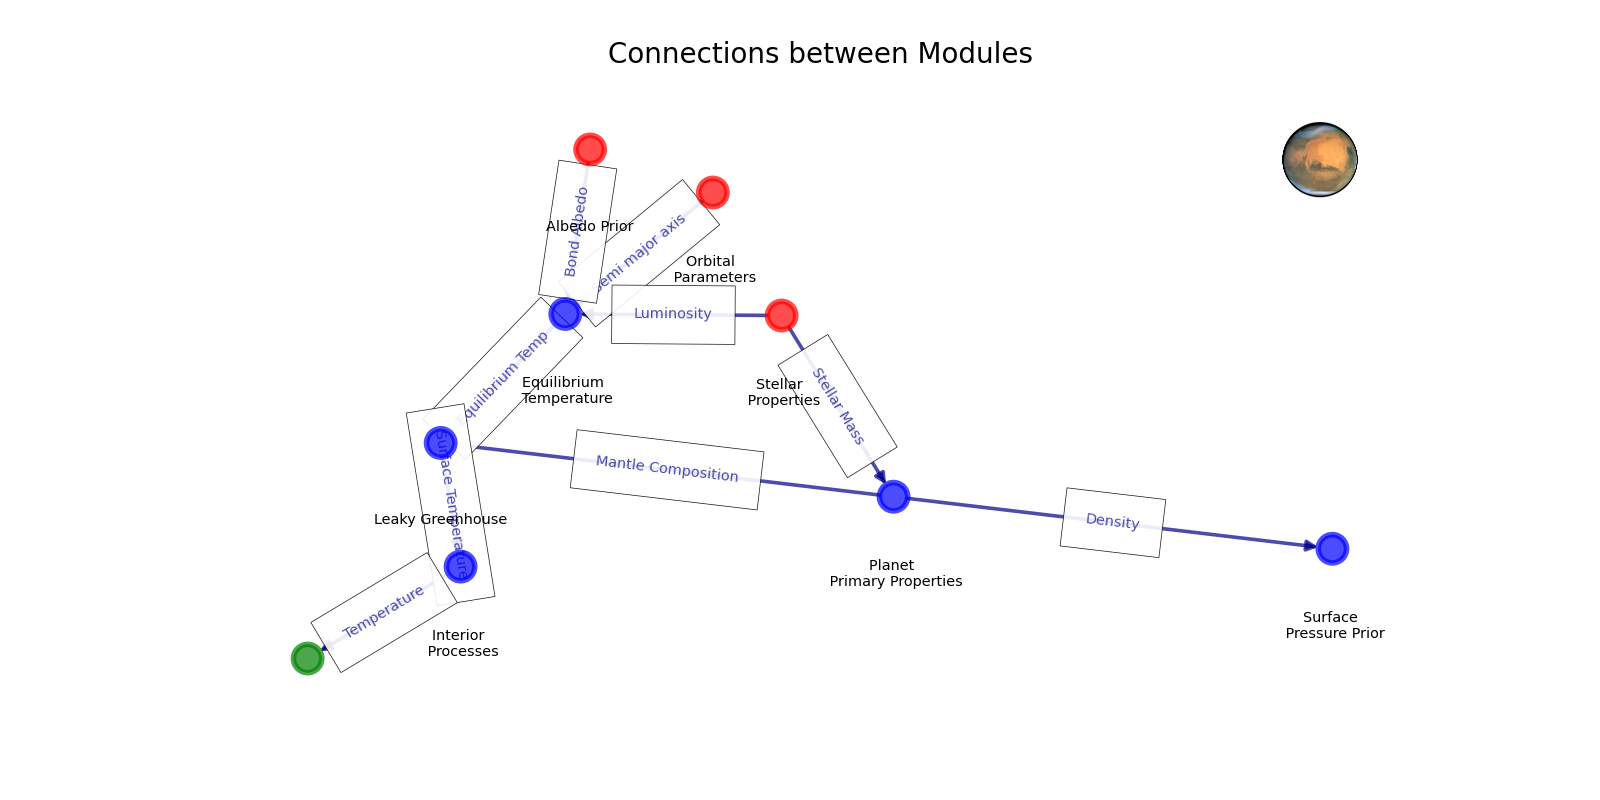 Connections between Modules
Bond Albedo
Albedo Prior
Semi major axis
Orbital
Parameters
Luminosity
Equilibrium Temp
Equilibrium
Temperature
Stellar
Properties
Stellar Mass
Mantle Composition
Surface Temperature
Leaky Greenhouse
Density
Planet
Primary Properties
Temperature
Interior
Processes
Surface
Pressure Prior